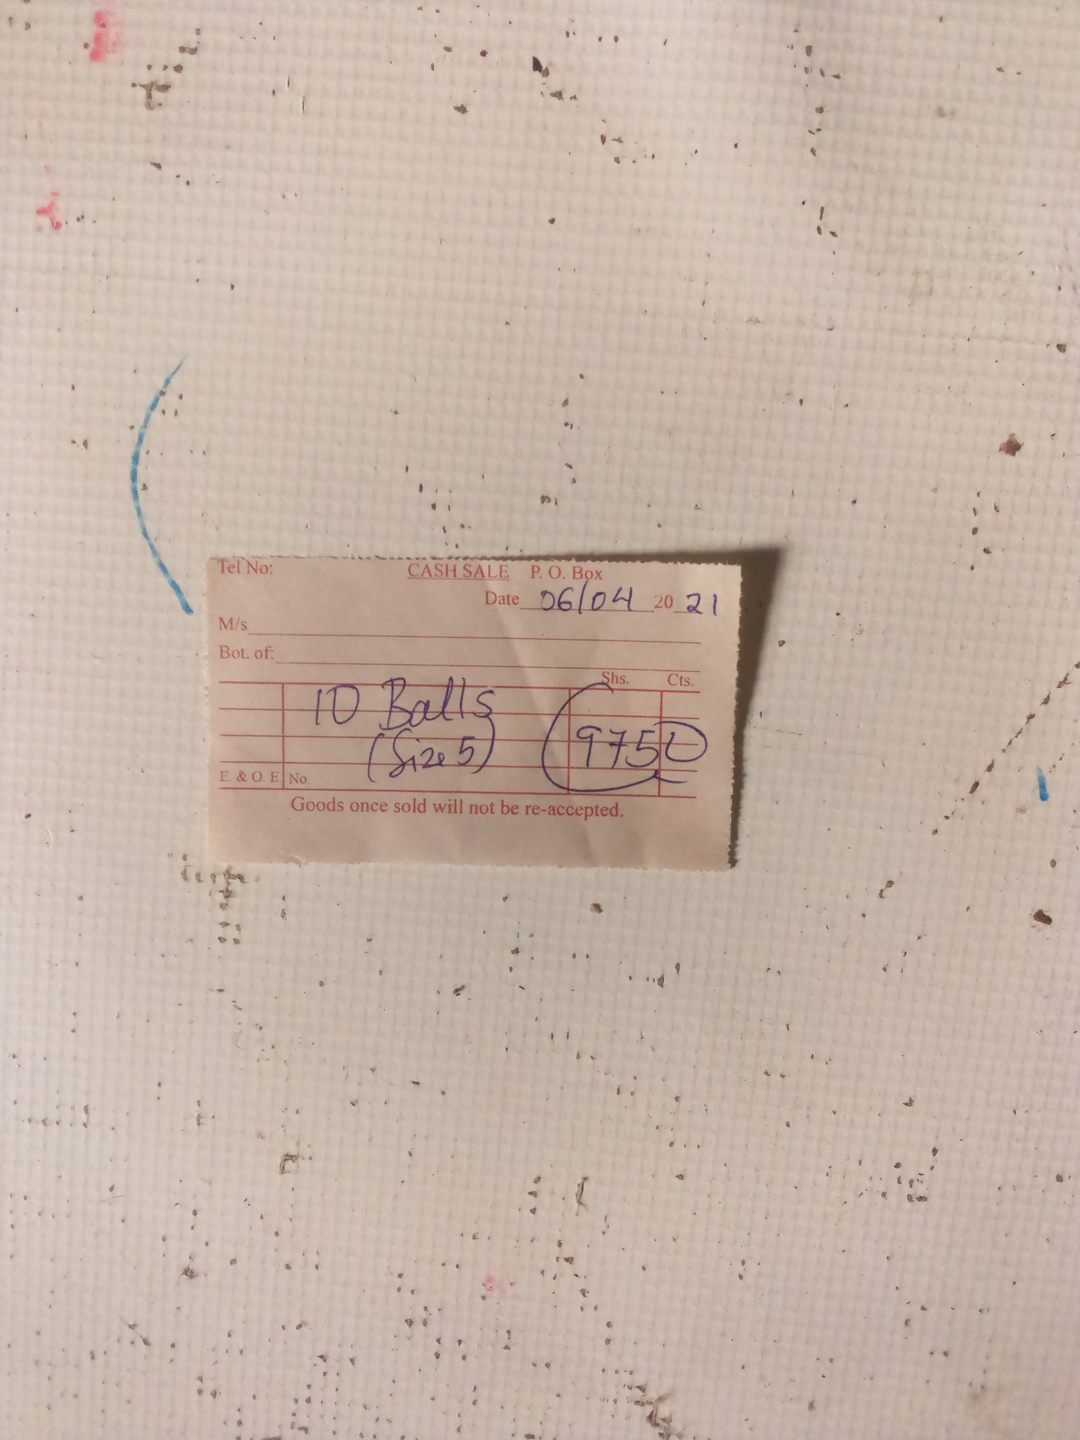 Tel No: CASH SALE P. O. Box
Date 06/04 20 21
M/s
Bot. of:
Shs. Cts.
10 Balls
(Size 5) 975
E. & O. E. No.
Goods once sold will not be re-accepted.